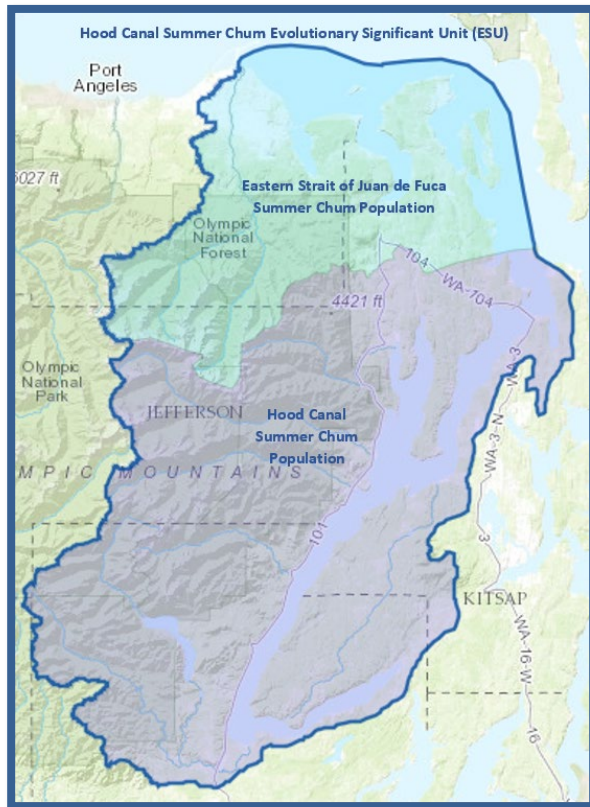 Hood Canal Summer Chum Evolutionary Significant Unit (ESU)
Port
Angeles
5027 ft
Eastern Strait of Juan de Fuca
Summer Chum Population
Olympic
National
Forest
104
WA-104
4421 ft
WA-3
Olympic
National
Park
JEFFERSON
Hood Canal
Summer Chum
Population
WA-3-N
MPIC MOUNTAINS
101
3
KITSAP
WA-16-W
16